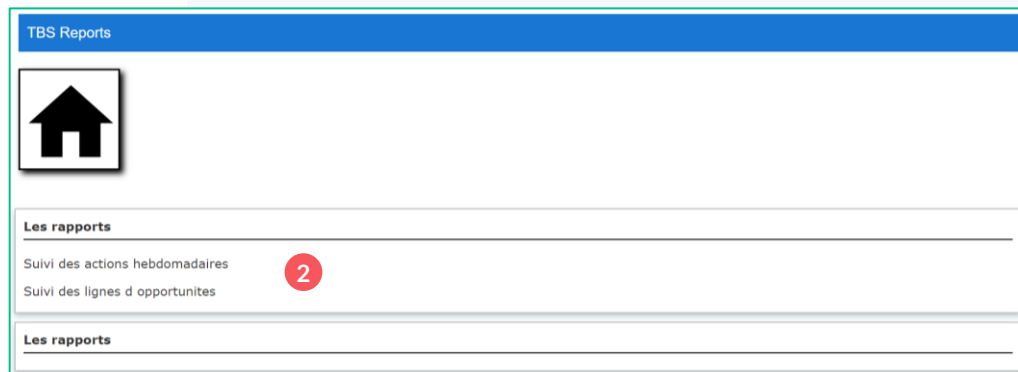 TBS Reports
Les rapports
Suivi des actions hebdomadaires
2
Suivi des lignes d opportunites
Les rapports